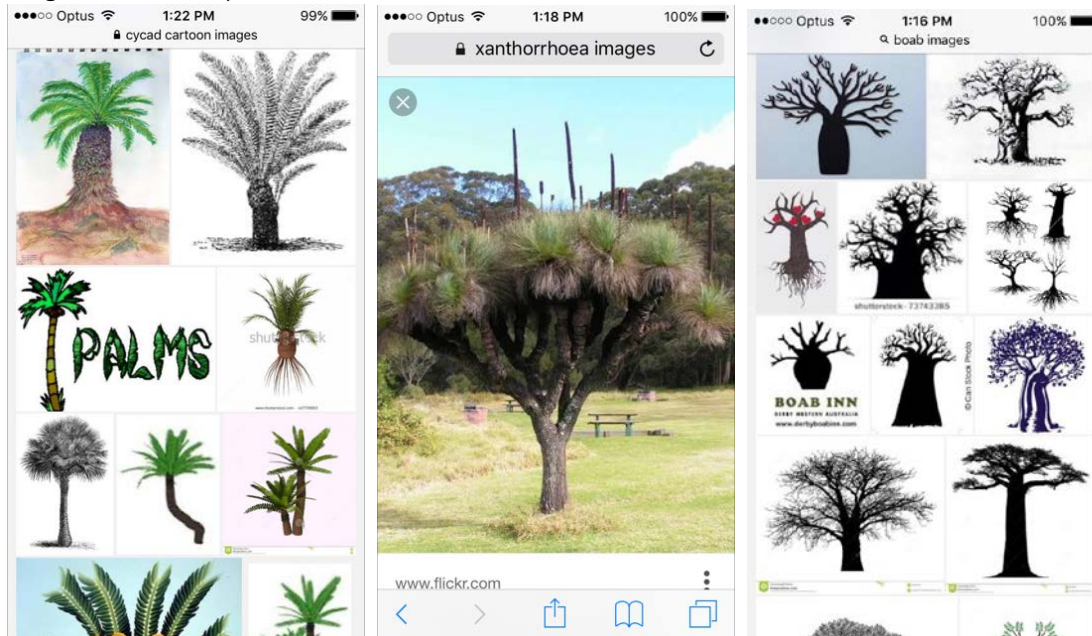 Optus 1:22 PM 99%
cycad cartoon images
PALMS
shutterstock
Optus 1:18 PM 100%
xanthorrhoea images
www.flickr.com
Optus 1:16 PM 100%
boab images
shutterstock · 73743385
© Can Stock Photo
BOAB INN
DERBY WESTERN AUSTRALIA
www.derbyboabinn.com